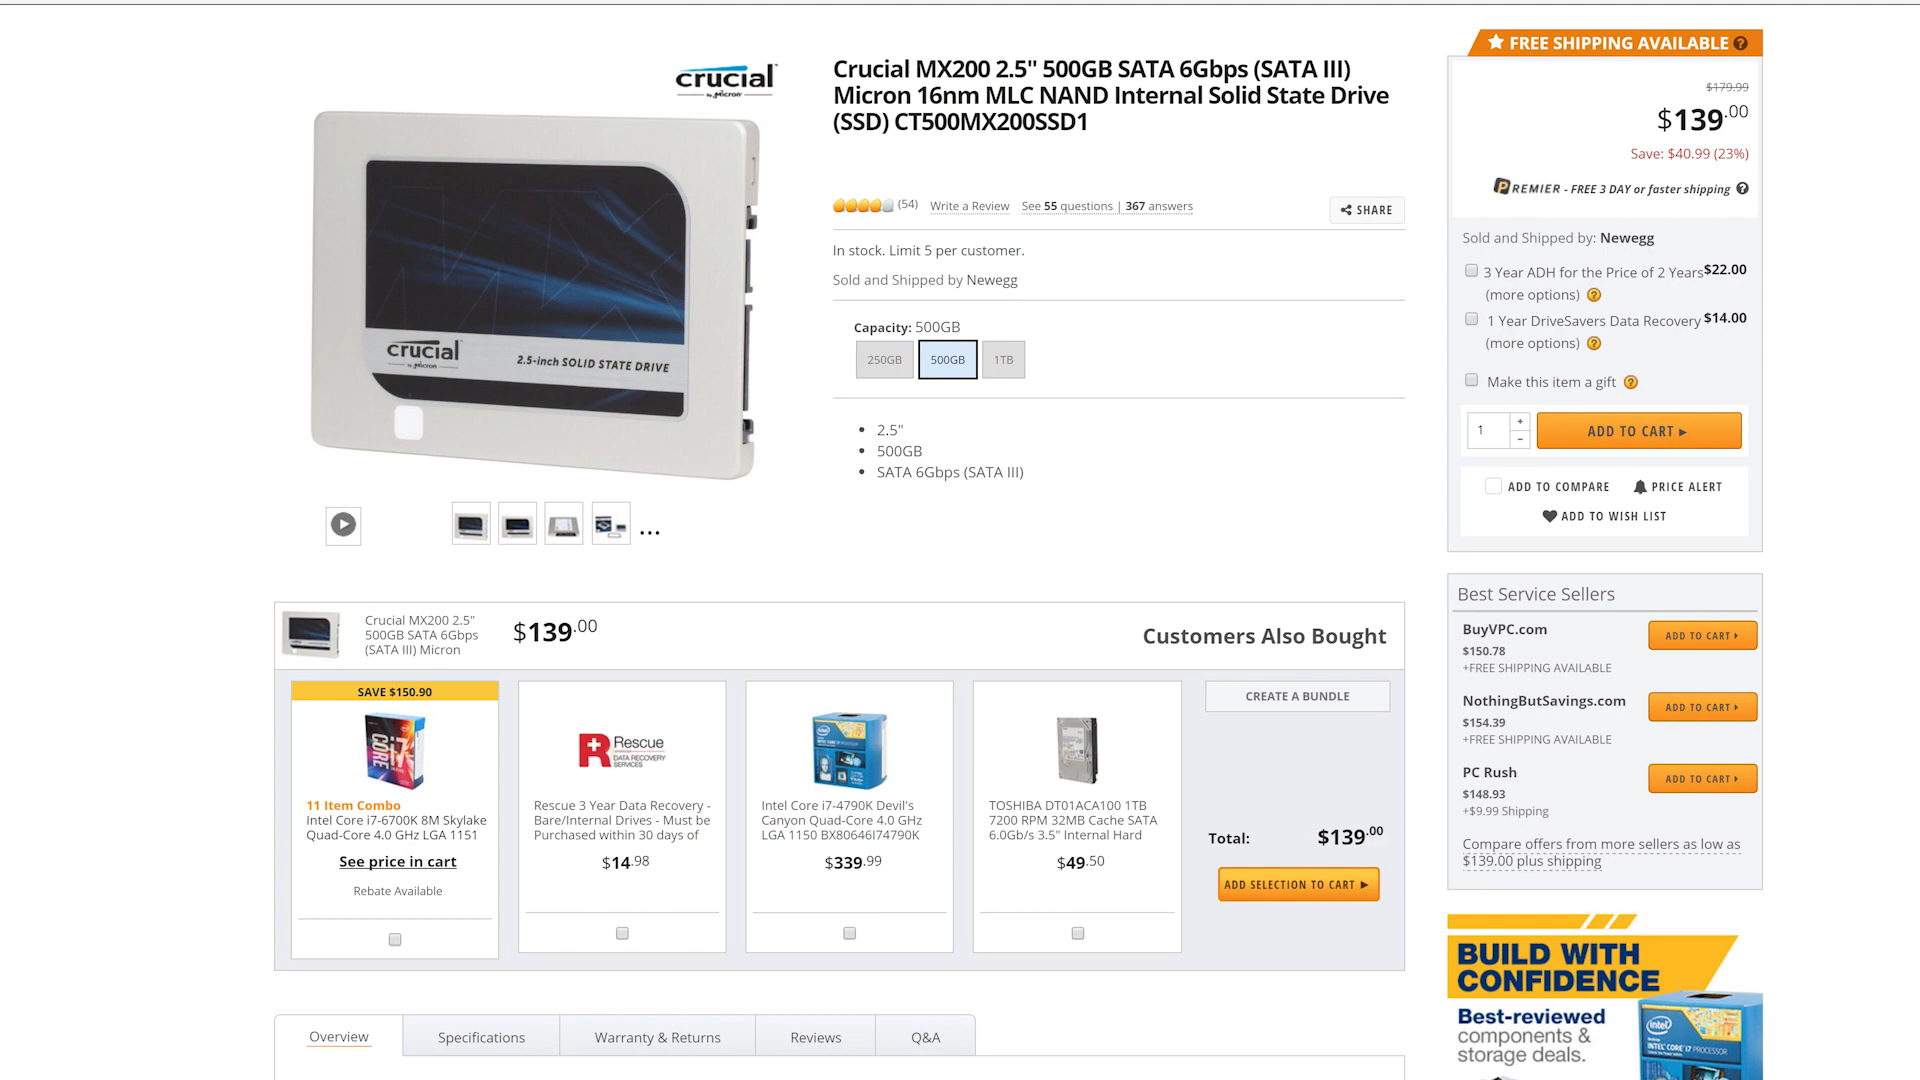 FREE SHIPPING AVAILABLE ?
crucial
by Micron
Crucial MX200 2.5" 500GB SATA 6Gbps (SATA III)
Micron 16nm MLC NAND Internal Solid State Drive
(SSD) CT500MX200SSD1
crucial
by Micron
2.5-inch SOLID STATE DRIVE
(54) Write a Review See 55 questions | 367 answers
SHARE
In stock. Limit 5 per customer.
Sold and Shipped by Newegg
Capacity: 500GB
250GB 500GB 1TB
• 2.5"
• 500GB
• SATA 6Gbps (SATA III)
...
$179.99
$139.00
Save: $40.99 (23%)
PREMIER - FREE 3 DAY or faster shipping ?
Sold and Shipped by: Newegg
3 Year ADH for the Price of 2 Years $22.00
(more options) ?
1 Year DriveSavers Data Recovery $14.00
(more options) ?
Make this item a gift ?
1 + - ADD TO CART ▸
ADD TO COMPARE PRICE ALERT
ADD TO WISH LIST
Crucial MX200 2.5"
500GB SATA 6Gbps
(SATA III) Micron
$139.00
Customers Also Bought
SAVE $150.90
CORE i7
11 Item Combo
Intel Core i7-6700K 8M Skylake
Quad-Core 4.0 GHz LGA 1151
See price in cart
Rebate Available
Rescue
DATA RECOVERY
SERVICES
Rescue 3 Year Data Recovery -
Bare/Internal Drives - Must be
Purchased within 30 days of
$14.98
Intel Core i7-4790K Devil's
Canyon Quad-Core 4.0 GHz
LGA 1150 BX80646I74790K
$339.99
TOSHIBA DT01ACA100 1TB
7200 RPM 32MB Cache SATA
6.0Gb/s 3.5" Internal Hard
$49.50
CREATE A BUNDLE
Total: $139.00
ADD SELECTION TO CART ▸
Best Service Sellers
BuyVPC.com
$150.78
+FREE SHIPPING AVAILABLE
ADD TO CART ▸
NothingButSavings.com
$154.39
+FREE SHIPPING AVAILABLE
ADD TO CART ▸
PC Rush
$148.93
+$9.99 Shipping
ADD TO CART ▸
Compare offers from more sellers as low as
$139.00 plus shipping
BUILD WITH
CONFIDENCE
Best-reviewed
components &
storage deals.
intel
INTEL® CORE™ i7 PROCESSOR
Overview Specifications Warranty & Returns Reviews Q&A